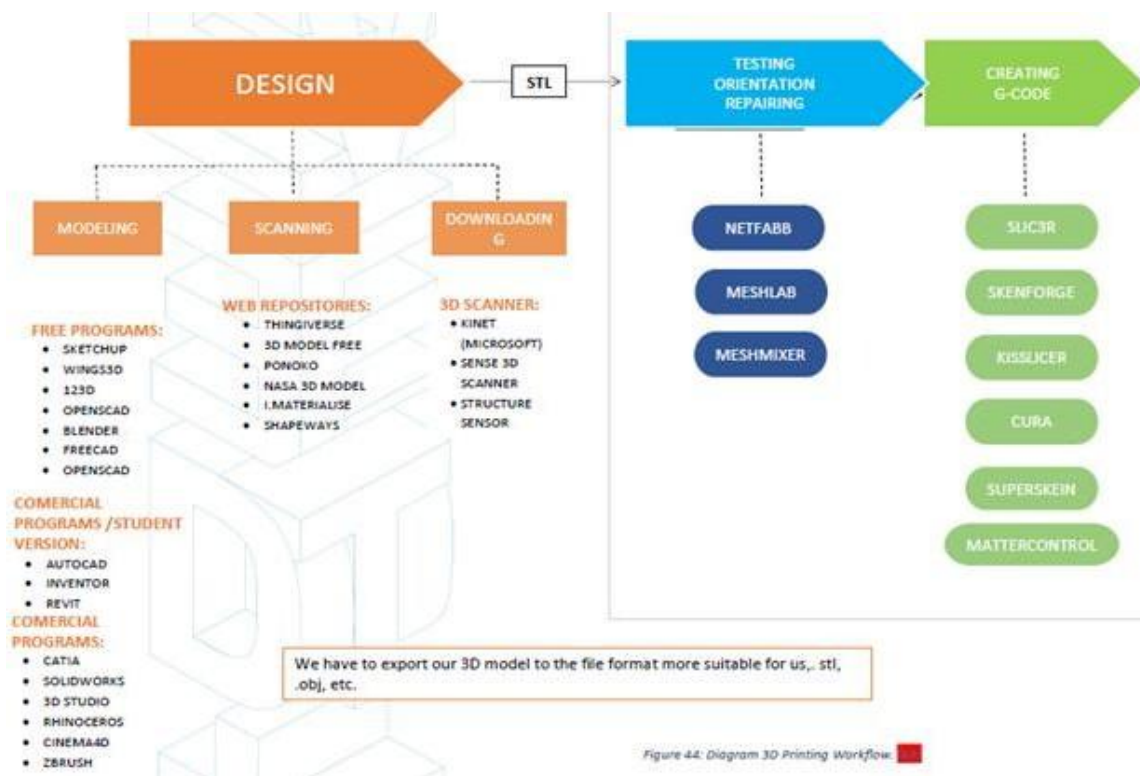 DESIGN
STL
TESTING
ORIENTATION
REPAIRING
CREATING
G-CODE
MODELING
SCANNING
DOWNLOADIN
G
FREE PROGRAMS:
• SKETCHUP
• WINGS3D
• 123D
• OPENSCAD
• BLENDER
• FREECAD
• OPENSCAD
COMERCIAL
PROGRAMS /STUDENT
VERSION:
• AUTOCAD
• INVENTOR
• REVIT
COMERCIAL
PROGRAMS:
• CATIA
• SOLIDWORKS
• 3D STUDIO
• RHINOCEROS
• CINEMA4D
• ZBRUSH
WEB REPOSITORIES:
• THINGIVERSE
• 3D MODEL FREE
• PONOKO
• NASA 3D MODEL
• I.MATERIALISE
• SHAPEWAYS
3D SCANNER:
• KINET
(MICROSOFT)
• SENSE 3D
SCANNER
• STRUCTURE
SENSOR
NETFABB
MESHLAB
MESHMIXER
SLIC3R
SKENFORGE
KISSLICER
CURA
SUPERSKEIN
MATTERCONTROL
We have to export our 3D model to the file format more suitable for us,. stl,
.obj, etc.
Figure 44: Diagram 3D Printing Workflow.